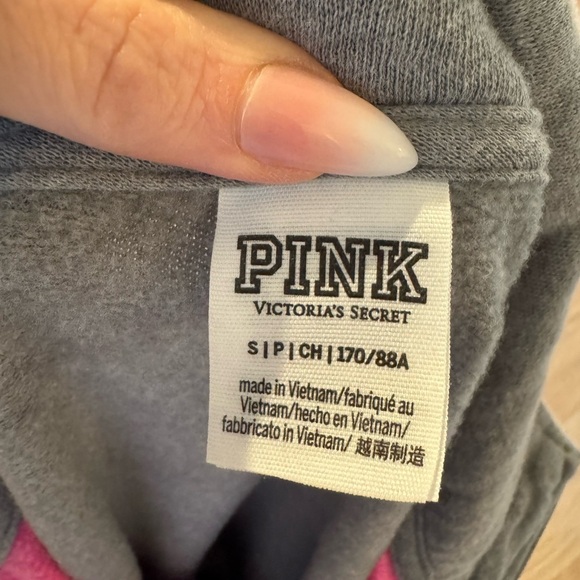 PINK
VICTORIA'S SECRET
S | P | CH | 170/88A
made in Vietnam/fabriqué au
Vietnam/hecho en Vietnam/
fabbricato in Vietnam/ 越南制造